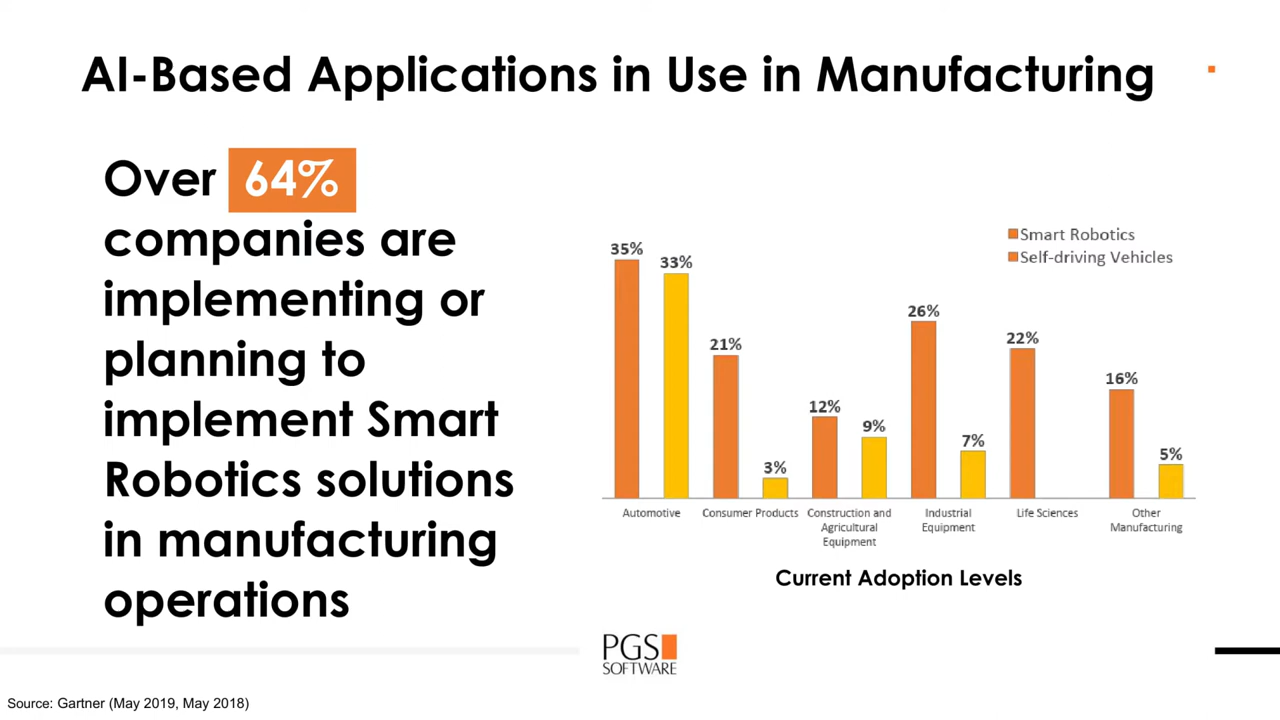 AI-Based Applications in Use in Manufacturing
Over 64%
companies are
implementing or
planning to
implement Smart
Robotics solutions
in manufacturing
operations
Smart Robotics
Self-driving Vehicles
35%
33%
21%
3%
12%
9%
26%
7%
22%
16%
5%
Automotive
Consumer Products
Construction and
Agricultural
Equipment
Industrial
Equipment
Life Sciences
Other
Manufacturing
Current Adoption Levels
PGS
SOFTWARE
Source: Gartner (May 2019, May 2018)